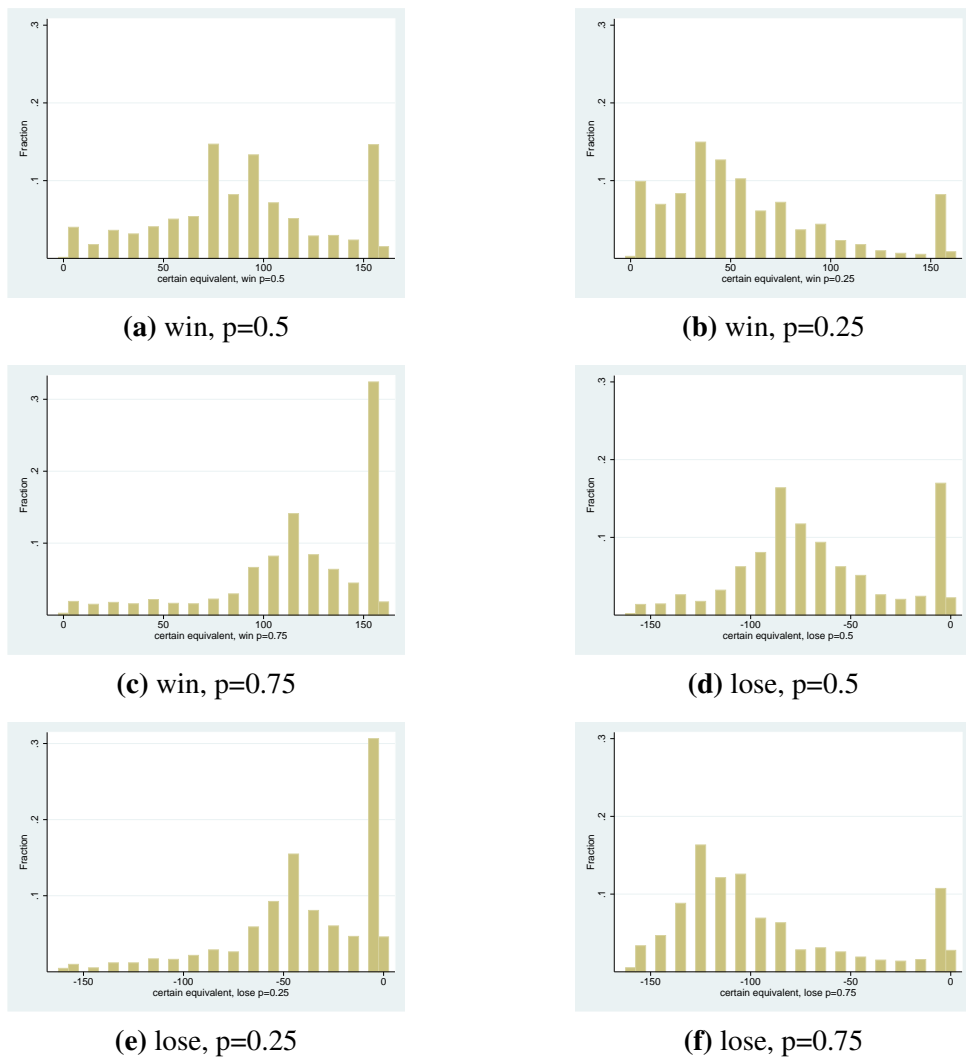 .3
.2
Fraction
.1
0 50 100 150
certain equivalent, win p=0.5
(a) win, p=0.5
.3
.2
Fraction
.1
0 50 100 150
certain equivalent, win p=0.25
(b) win, p=0.25
.3
.2
Fraction
.1
0 50 100 150
certain equivalent, win p=0.75
(c) win, p=0.75
.3
.2
Fraction
.1
-150 -100 -50 0
certain equivalent, lose p=0.5
(d) lose, p=0.5
.3
.2
Fraction
.1
-150 -100 -50 0
certain equivalent, lose p=0.25
(e) lose, p=0.25
.3
.2
Fraction
.1
-150 -100 -50 0
certain equivalent, lose p=0.75
(f) lose, p=0.75